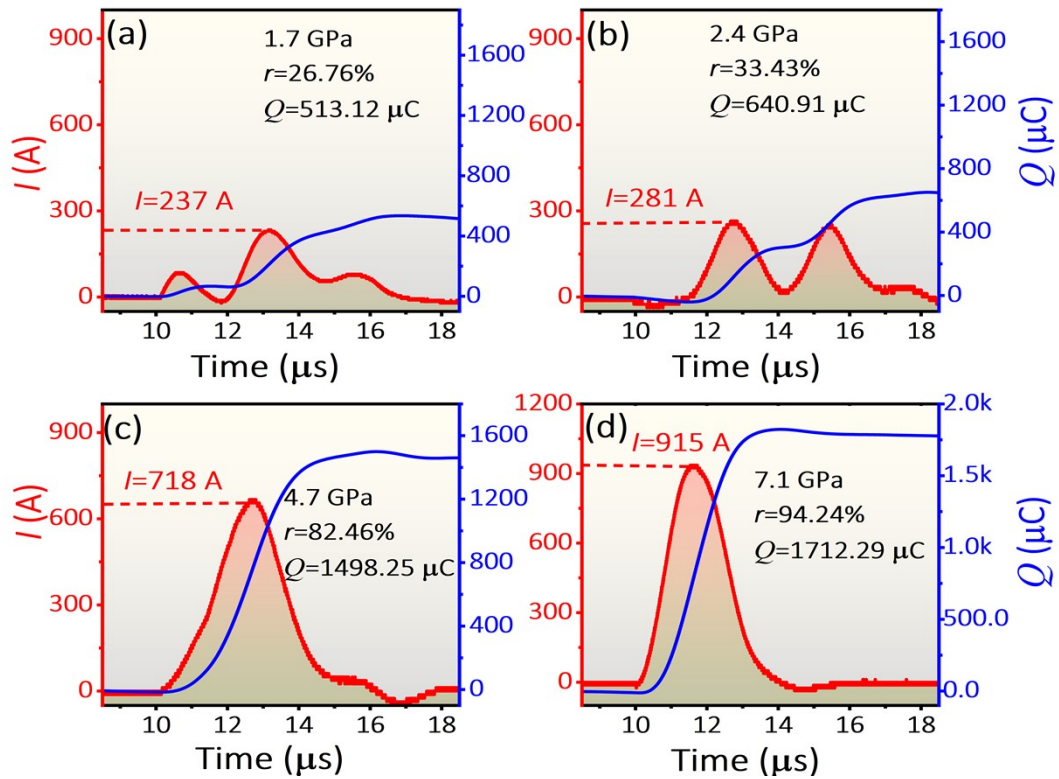 (a)
1.7 GPa
r=26.76%
Q=513.12 μC
I=237 A
I (A)
900
600
300
0
1600
1200
800
400
0
10 12 14 16 18
Time (μs)
(b)
2.4 GPa
r=33.43%
Q=640.91 μC
I=281 A
900
600
300
0
1600
1200
800
400
0
Q (μC)
10 12 14 16 18
Time (μs)
(c)
I=718 A
4.7 GPa
r=82.46%
Q=1498.25 μC
I (A)
900
600
300
0
1600
1200
800
400
0
10 12 14 16 18
Time (μs)
(d)
I=915 A
7.1 GPa
r=94.24%
Q=1712.29 μC
1200
900
600
300
0
2.0k
1.5k
1.0k
500.0
0.0
Q (μC)
10 12 14 16 18
Time (μs)